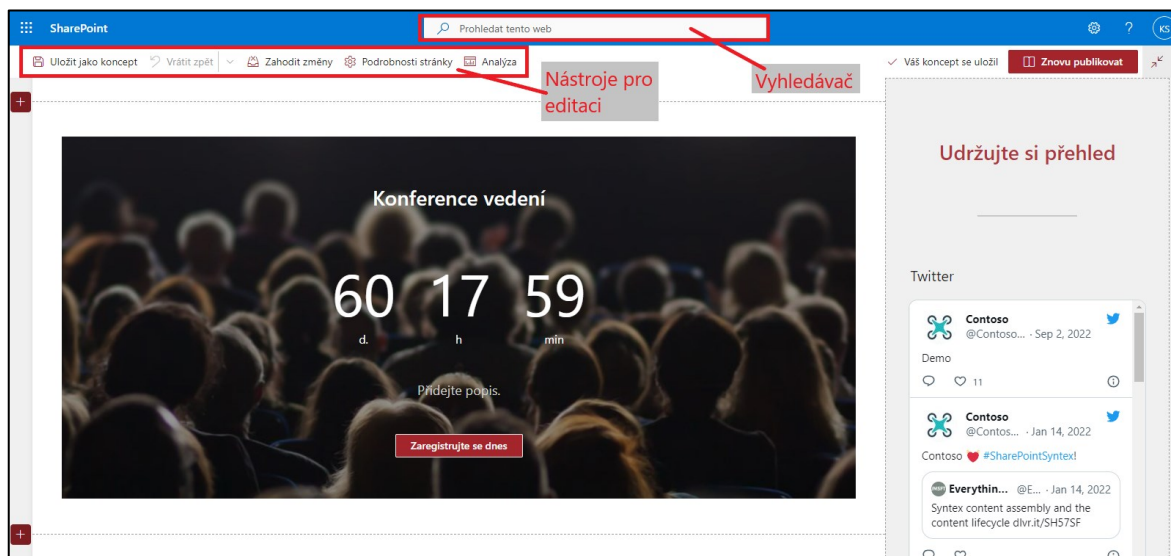 SharePoint
Prohledat tento web
?
KS
Uložit jako koncept
Vrátit zpět
Zahodit změny
Podrobnosti stránky
Analýza
Váš koncept se uložil
Znovu publikovat
Nástroje pro
editaci
Vyhledávač
Konference vedení
60 17 59
d. h min
Přidejte popis.
Zaregistrujte se dnes
Udržujte si přehled
Twitter
Contoso
@Contoso... · Sep 2, 2022
Demo
11
Contoso
@Contos... · Jan 14, 2022
Contoso ❤ #SharePointSyntex!
Everythin... @E... · Jan 14, 2022
Syntex content assembly and the
content lifecycle dlvr.it/SH57SF